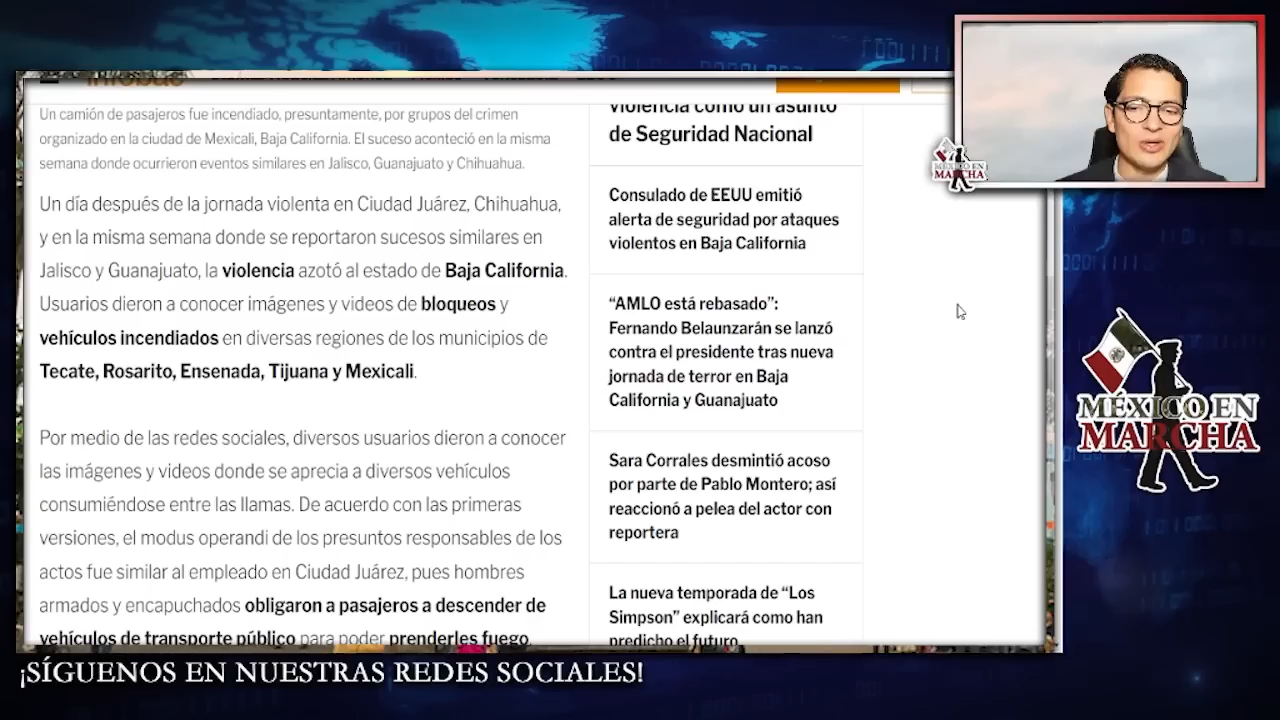 infobae
Un camión de pasajeros fue incendiado, presuntamente, por grupos del crimen
organizado en la ciudad de Mexicali, Baja California. El suceso aconteció en la misma
semana donde ocurrieron eventos similares en Jalisco, Guanajuato y Chihuahua.
Un día después de la jornada violenta en Ciudad Juárez, Chihuahua,
y en la misma semana donde se reportaron sucesos similares en
Jalisco y Guanajuato, la violencia azotó al estado de Baja California.
Usuarios dieron a conocer imágenes y videos de bloqueos y
vehículos incendiados en diversas regiones de los municipios de
Tecate, Rosarito, Ensenada, Tijuana y Mexicali.
Por medio de las redes sociales, diversos usuarios dieron a conocer
las imágenes y videos donde se aprecia a diversos vehículos
consumiéndose entre las llamas. De acuerdo con las primeras
versiones, el modus operandi de los presuntos responsables de los
actos fue similar al empleado en Ciudad Juárez, pues hombres
armados y encapuchados obligaron a pasajeros a descender de
vehículos de transporte público para poder prenderles fuego.
violencia como un asunto
de Seguridad Nacional
Consulado de EEUU emitió
alerta de seguridad por ataques
violentos en Baja California
“AMLO está rebasado”:
Fernando Belaunzarán se lanzó
contra el presidente tras nueva
jornada de terror en Baja
California y Guanajuato
Sara Corrales desmintió acoso
por parte de Pablo Montero; así
reaccionó a pelea del actor con
reportera
La nueva temporada de “Los
Simpson” explicará como han
predicho el futuro
MÉXICO EN
MARCHA
MÉXICO EN
MARCHA
¡SÍGUENOS EN NUESTRAS REDES SOCIALES!